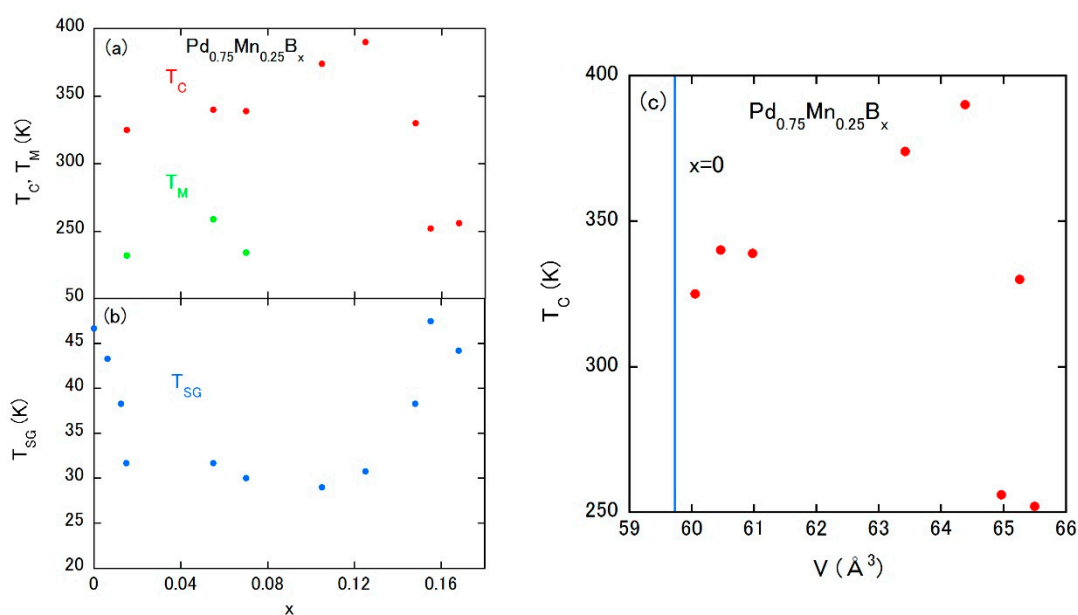 (a)
Pd0.75Mn0.25Bx
TC
TM
TC, TM (K)
400
350
300
250
50
(b)
TSG
TSG (K)
45
40
35
30
25
20
0
0.04
0.08
0.12
0.16
x
(c)
Pd0.75Mn0.25Bx
x=0
TC (K)
400
350
300
250
59
60
61
62
63
64
65
66
V (Å3)